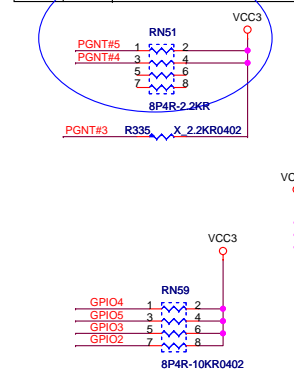 VCC3
RN51
PGNT#5 1 2
PGNT#4 3 4
5 6
7 8
8P4R-2.2KR
PGNT#3 R335 X_2.2KR0402
VC
VCC3
RN59
GPIO4 1 2
GPIO5 3 4
GPIO3 5 6
GPIO2 7 8
8P4R-10KR0402